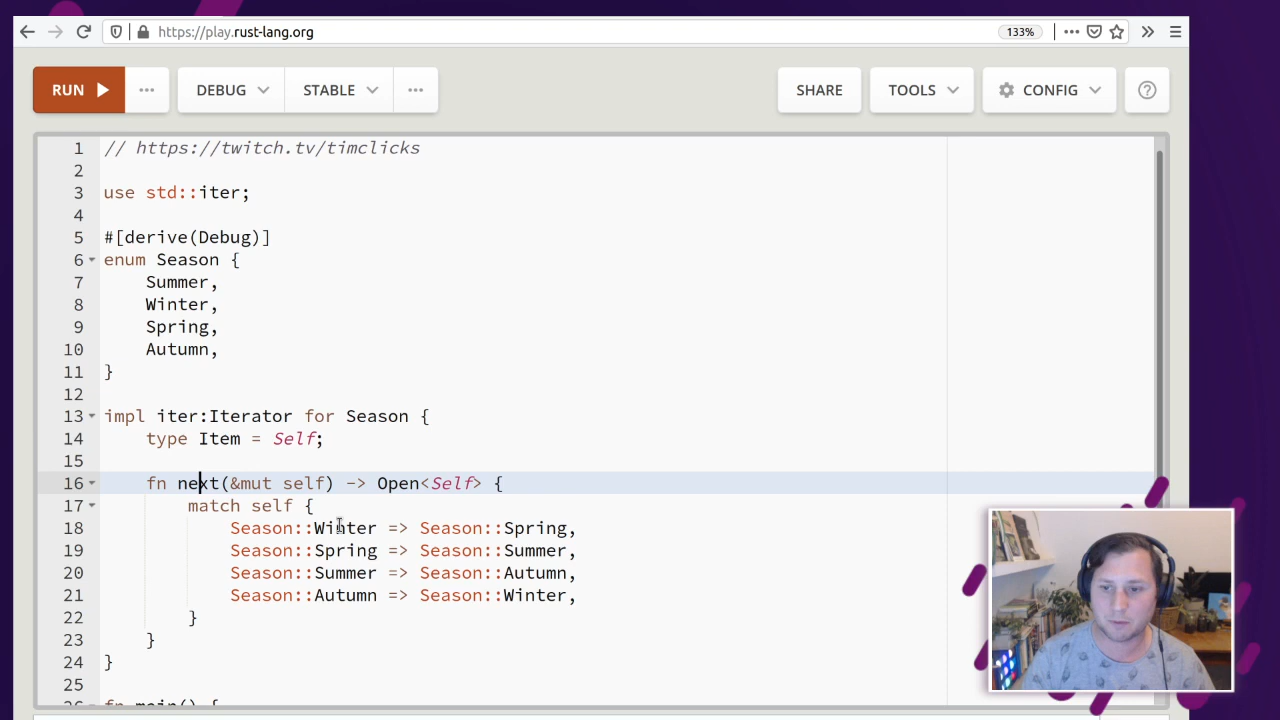 https://play.rust-lang.org
133%
RUN
DEBUG
STABLE
SHARE
TOOLS
CONFIG
1 // https://twitch.tv/timclicks
2
3 use std::iter;
4
5 #[derive(Debug)]
6 enum Season {
7 Summer,
8 Winter,
9 Spring,
10 Autumn,
11 }
12
13 impl iter:Iterator for Season {
14 type Item = Self;
15
16 fn next(&mut self) -> Open<Self> {
17 match self {
18 Season::Winter => Season::Spring,
19 Season::Spring => Season::Summer,
20 Season::Summer => Season::Autumn,
21 Season::Autumn => Season::Winter,
22 }
23 }
24 }
25
26 fn main() {